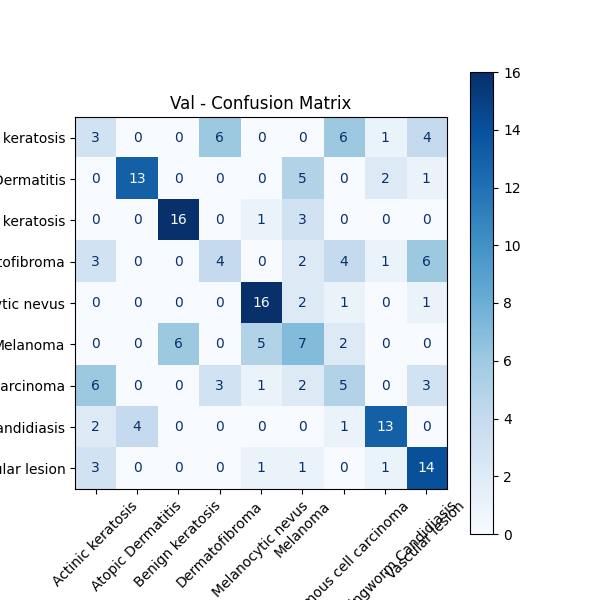 Val - Confusion Matrix
keratosis 3 0 0 6 0 0 6 1 4
Dermatitis 0 13 0 0 0 5 0 2 1
keratosis 0 0 16 0 1 3 0 0 0
tofibroma 3 0 0 4 0 2 4 1 6
ytic nevus 0 0 0 0 16 2 1 0 1
Melanoma 0 0 6 0 5 7 2 0 0
arcinoma 6 0 0 3 1 2 5 0 3
andidiasis 2 4 0 0 0 0 1 13 0
ular lesion 3 0 0 0 1 1 0 1 14
Actinic keratosis
Atopic Dermatitis
Benign keratosis
Dermatofibroma
Melanocytic nevus
Melanoma
mous cell carcinoma
ingworm Candidiasis
Vascular lesion
16
14
12
10
8
6
4
2
0